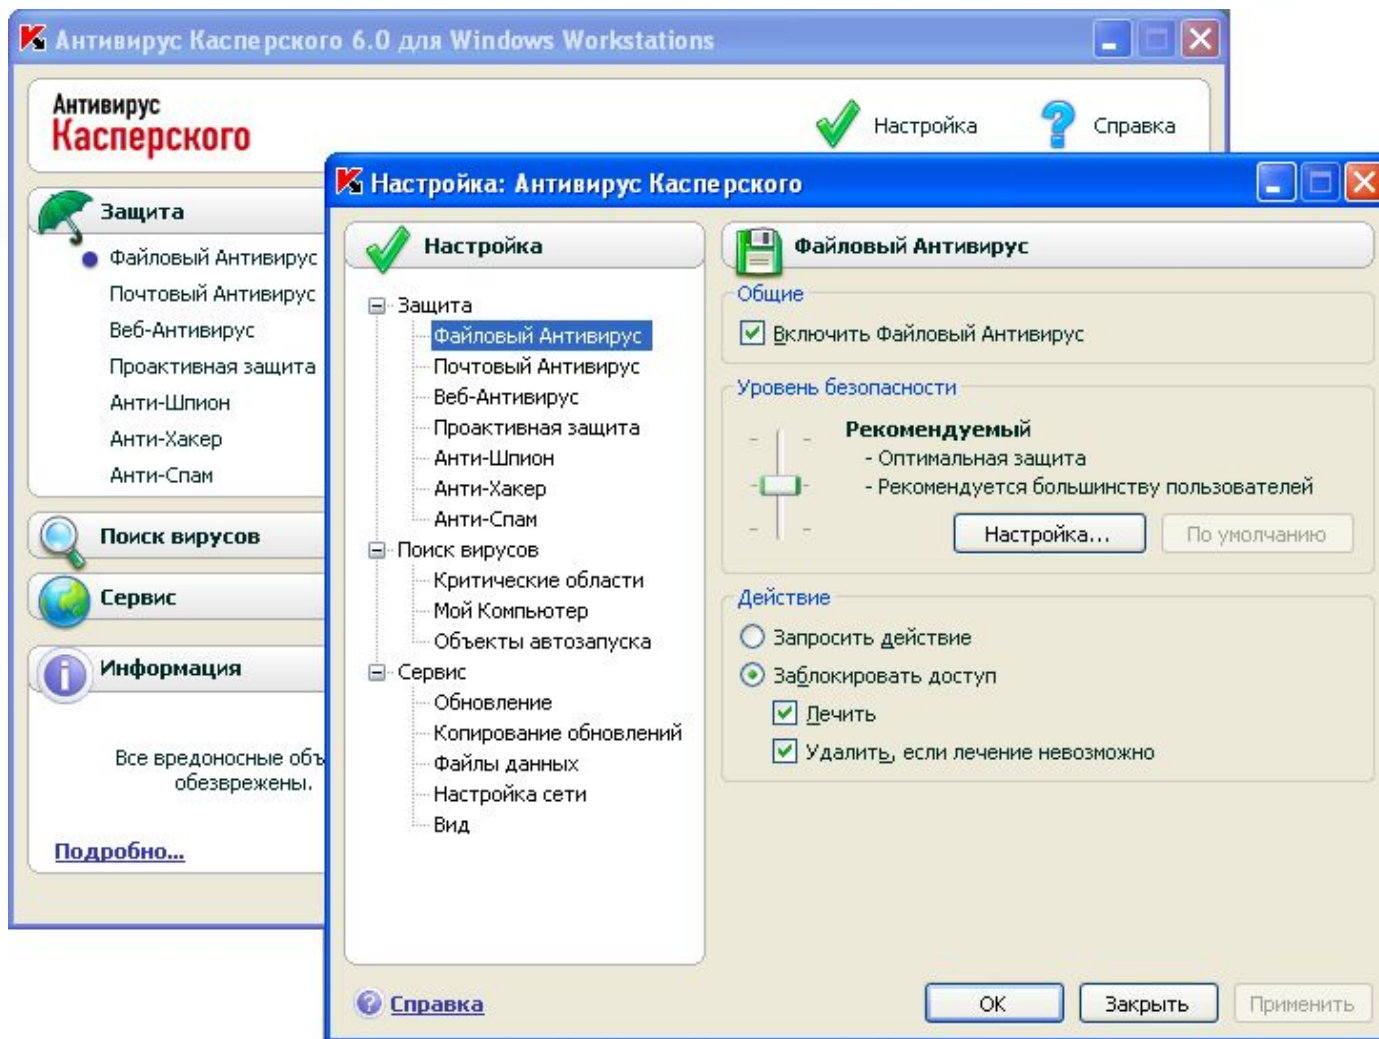 Антивирус Касперского 6.0 для Windows Workstations
Антивирус
Касперского
Настройка
Справка
Защита
Файловый Антивирус
Почтовый Антивирус
Веб-Антивирус
Проактивная защита
Анти-Шпион
Анти-Хакер
Анти-Спам
Поиск вирусов
Сервис
Информация
Все вредоносные объ
обезврежены.
Подробно...
Настройка: Антивирус Касперского
Настройка
Защита
Файловый Антивирус
Почтовый Антивирус
Веб-Антивирус
Проактивная защита
Анти-Шпион
Анти-Хакер
Анти-Спам
Поиск вирусов
Критические области
Мой Компьютер
Объекты автозапуска
Сервис
Обновление
Копирование обновлений
Файлы данных
Настройка сети
Вид
Файловый Антивирус
Общие
Включить Файловый Антивирус
Уровень безопасности
Рекомендуемый
- Оптимальная защита
- Рекомендуется большинству пользователей
Настройка...
По умолчанию
Действие
Запросить действие
Заблокировать доступ
Лечить
Удалить, если лечение невозможно
Справка
ОК
Закрыть
Применить